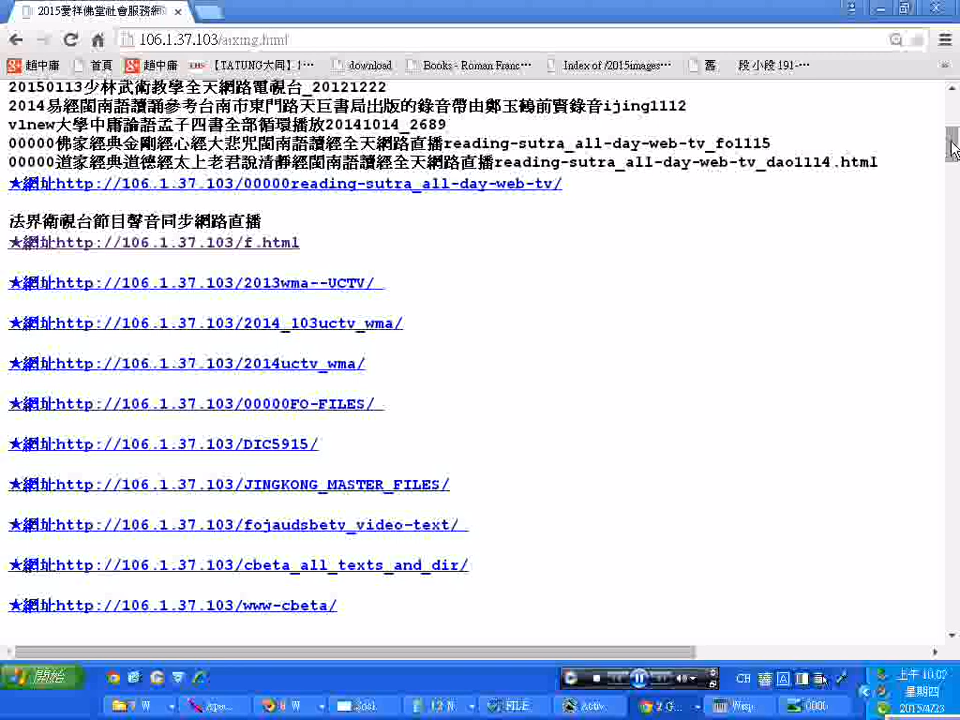 2015愛祥佛堂社會服務網
106.1.37.103/aixing.html
趙中庸 首頁 趙中庸 【TATUNG大同】1… download Books - Roman Franc… Index of /2015images… 舊 段 小段 191-…
20150113少林武術教學全天網路電視台_20121222
2014易經閩南語讀誦參考台南市東門路天巨書局出版的錄音帶由鄭玉鶴前賢錄音ijing1112
v1new大學中庸論語孟子四書全部循環播放20141014_2689
00000佛家經典金剛經心經大悲咒閩南語讀經全天網路直播reading-sutra_all-day-web-tv_fo1115
00000道家經典道德經太上老君說清靜經閩南語讀經全天網路直播reading-sutra_all-day-web-tv_dao1114.html
★網址http://106.1.37.103/00000reading-sutra_all-day-web-tv/
法界衛視台節目聲音同步網路直播
★網址http://106.1.37.103/f.html
★網址http://106.1.37.103/2013wma--UCTV/
★網址http://106.1.37.103/2014_103uctv_wma/
★網址http://106.1.37.103/2014uctv_wma/
★網址http://106.1.37.103/00000FO-FILES/
★網址http://106.1.37.103/DIC5915/
★網址http://106.1.37.103/JINGKONG_MASTER_FILES/
★網址http://106.1.37.103/fojaudsbetv_video-text/
★網址http://106.1.37.103/cbeta_all_texts_and_dir/
★網址http://106.1.37.103/www-cbeta/
開始 CH 上午 10:02
星期四
W W 12 N FILE Activ 2 G Wisp 0000 2015/4/23